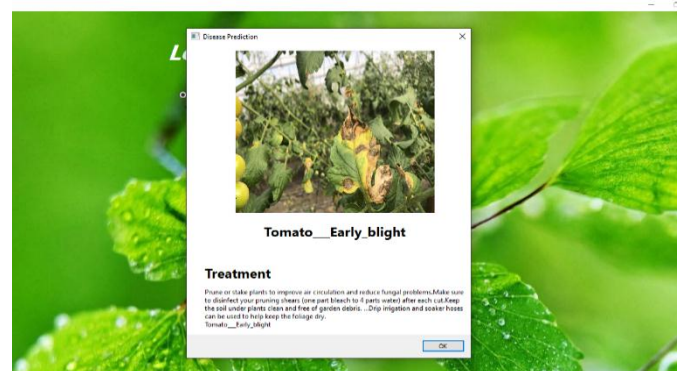 Disease Prediction
Tomato___Early_blight
Treatment
Prune or stake plants to improve air circulation and reduce fungal problems.Make sure
to disinfect your pruning shears (one part bleach to 4 parts water) after each cut.Keep
the soil under plants clean and free of garden debris. ...Drip irrigation and soaker hoses
can be used to help keep the foliage dry.
Tomato___Early_blight
OK